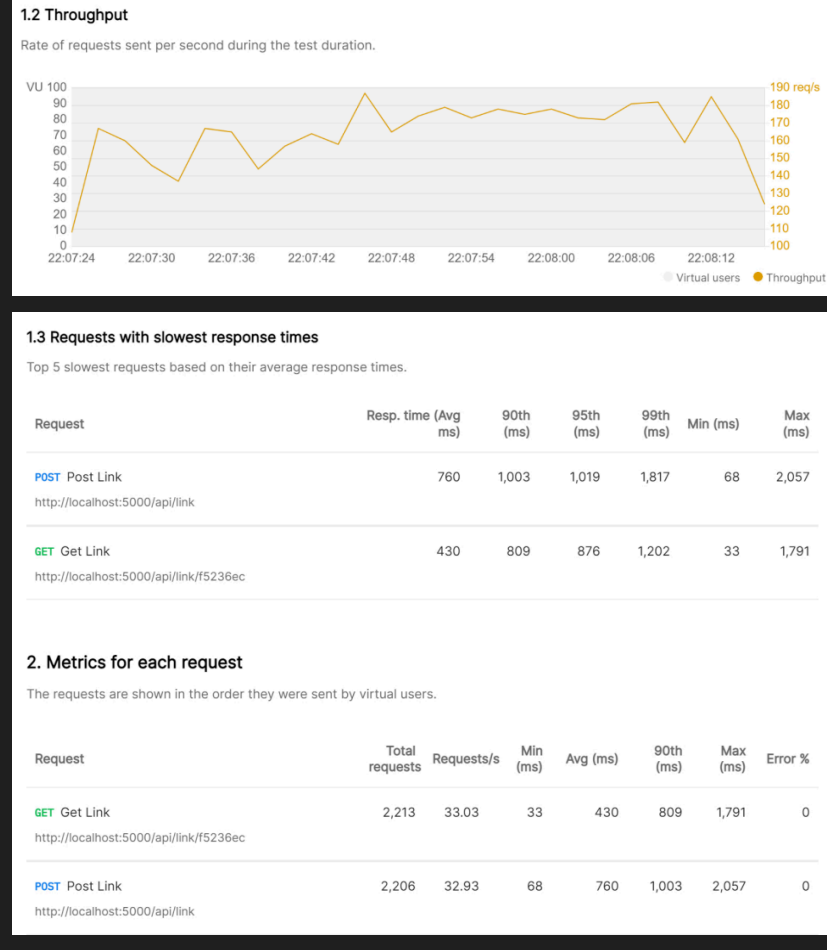 1.2 Throughput
Rate of requests sent per second during the test duration.
VU 100
90
80
70
60
50
40
30
20
10
0
190 req/s
180
170
160
150
140
130
120
110
100
22:07:24 22:07:30 22:07:36 22:07:42 22:07:48 22:07:54 22:08:00 22:08:06 22:08:12
Virtual users Throughput
1.3 Requests with slowest response times
Top 5 slowest requests based on their average response times.
Request Resp. time (Avg ms) 90th (ms) 95th (ms) 99th (ms) Min (ms) Max (ms)
POST Post Link 760 1,003 1,019 1,817 68 2,057
http://localhost:5000/api/link
GET Get Link 430 809 876 1,202 33 1,791
http://localhost:5000/api/link/f5236ec
2. Metrics for each request
The requests are shown in the order they were sent by virtual users.
Request Total requests Requests/s Min (ms) Avg (ms) 90th (ms) Max (ms) Error %
GET Get Link 2,213 33.03 33 430 809 1,791 0
http://localhost:5000/api/link/f5236ec
POST Post Link 2,206 32.93 68 760 1,003 2,057 0
http://localhost:5000/api/link